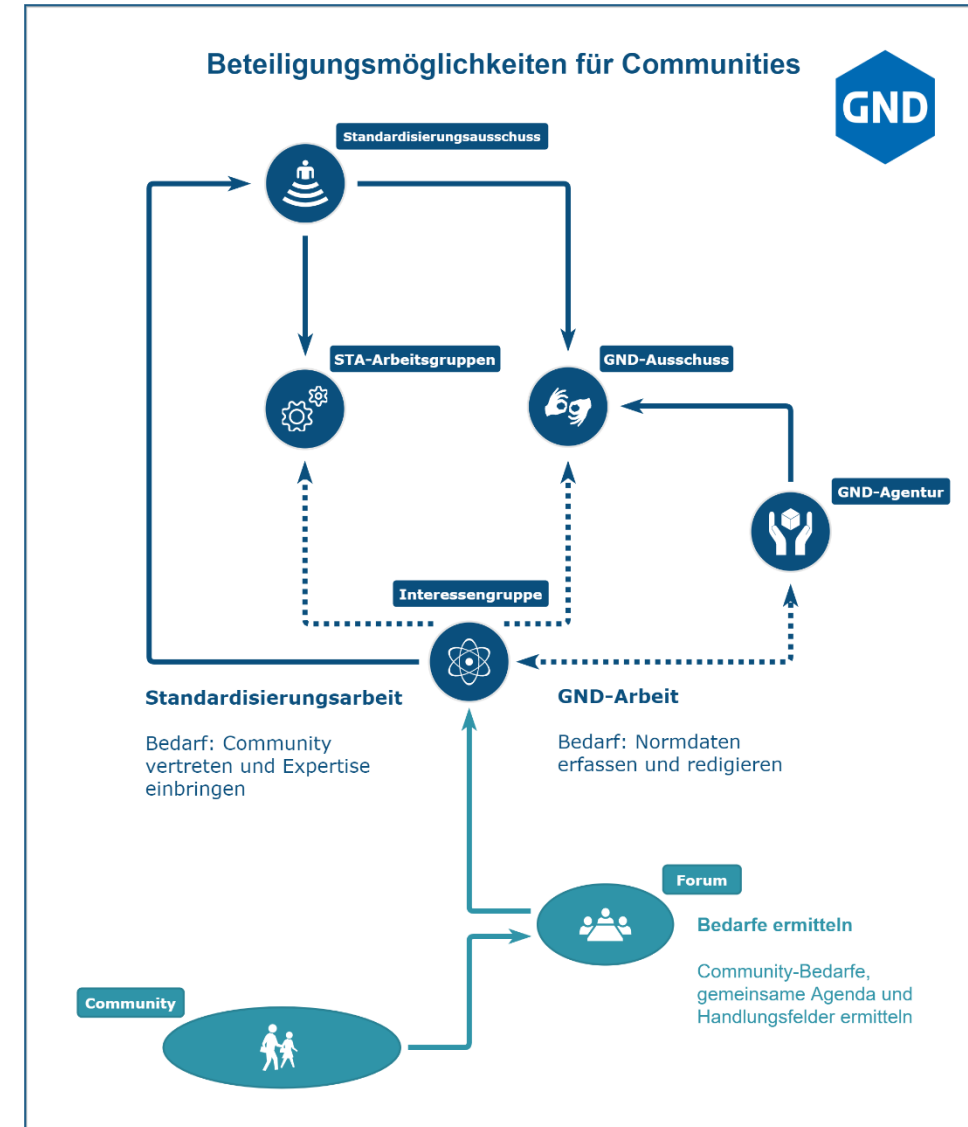 Beteiligungsmöglichkeiten für Communities
GND
Standardisierungsausschuss
STA-Arbeitsgruppen
GND-Ausschuss
GND-Agentur
Interessengruppe
Standardisierungsarbeit
Bedarf: Community
vertreten und Expertise
einbringen
GND-Arbeit
Bedarf: Normdaten
erfassen und redigieren
Forum
Bedarfe ermitteln
Community-Bedarfe,
gemeinsame Agenda und
Handlungsfelder ermitteln
Community